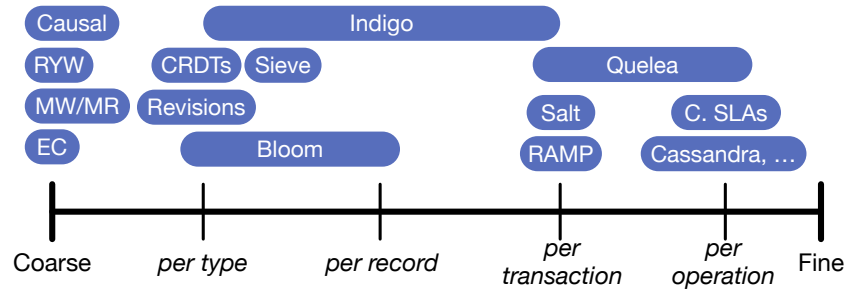 Causal
Indigo
RYW
CRDTs
Sieve
Quelea
MW/MR
Revisions
Salt
C. SLAs
EC
Bloom
RAMP
Cassandra, …
Coarse
per type
per record
per
transaction
per
operation
Fine